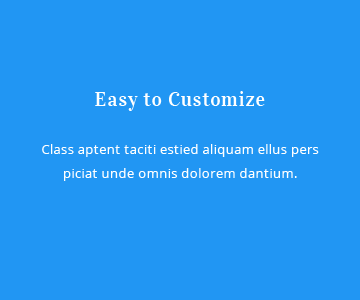 Easy to Customize
Class aptent taciti estied aliquam ellus pers
piciat unde omnis dolorem dantium.